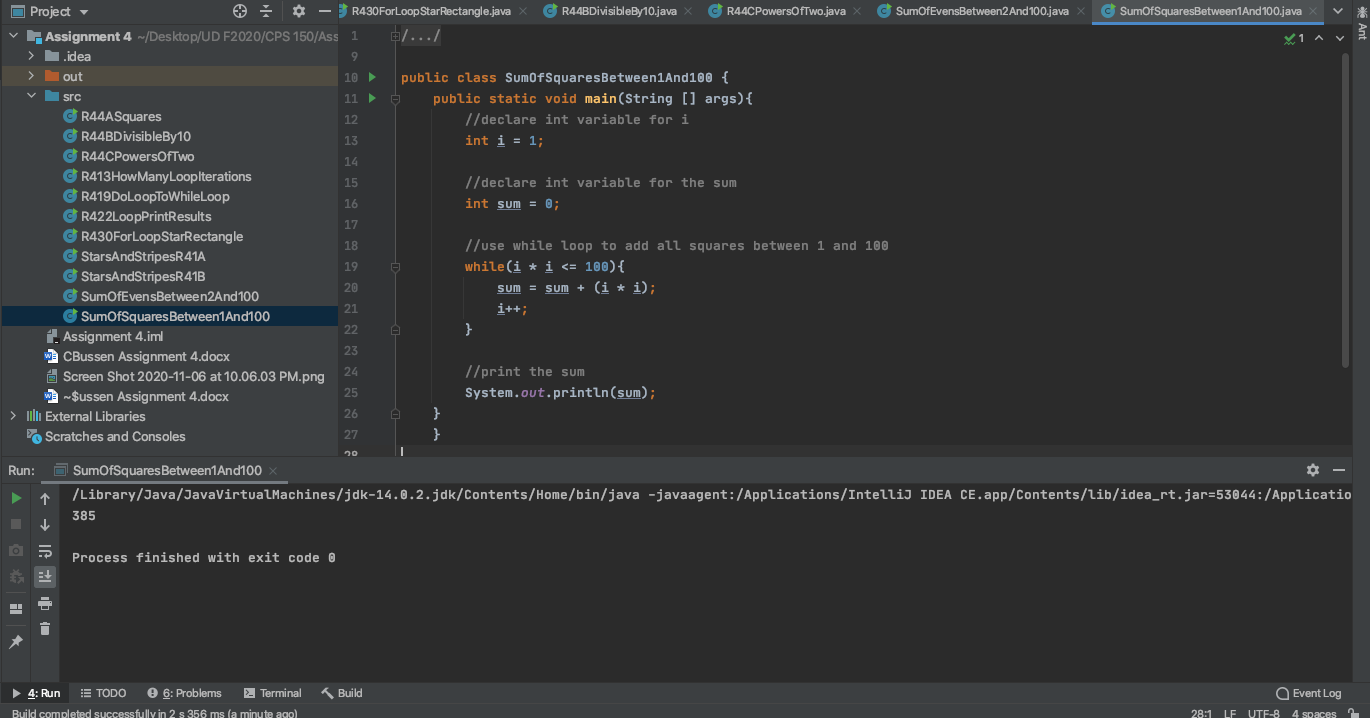 Project
R430ForLoopStarRectangle.java
R44BDivisibleBy10.java
R44CPowersOfTwo.java
SumOfEvensBetween2And100.java
SumOfSquaresBetween1And100.java
Ant
Assignment 4 ~/Desktop/UD F2020/CPS 150/Ass
.idea
out
src
R44ASquares
R44BDivisibleBy10
R44CPowersOfTwo
R413HowManyLoopIterations
R419DoLoopToWhileLoop
R422LoopPrintResults
R430ForLoopStarRectangle
StarsAndStripesR41A
StarsAndStripesR41B
SumOfEvensBetween2And100
SumOfSquaresBetween1And100
Assignment 4.iml
CBussen Assignment 4.docx
Screen Shot 2020-11-06 at 10.06.03 PM.png
~$ussen Assignment 4.docx
External Libraries
Scratches and Consoles
1 /.../
1
9
10 public class SumOfSquaresBetween1And100 {
11 public static void main(String [] args){
12 //declare int variable for i
13 int i = 1;
14
15 //declare int variable for the sum
16 int sum = 0;
17
18 //use while loop to add all squares between 1 and 100
19 while(i * i <= 100){
20 sum = sum + (i * i);
21 i++;
22 }
23
24 //print the sum
25 System.out.println(sum);
26 }
27 }
28
Run: SumOfSquaresBetween1And100
/Library/Java/JavaVirtualMachines/jdk-14.0.2.jdk/Contents/Home/bin/java -javaagent:/Applications/IntelliJ IDEA CE.app/Contents/lib/idea_rt.jar=53044:/Applicatio
385
Process finished with exit code 0
4: Run
TODO
6: Problems
Terminal
Build
Event Log
Build completed successfully in 2 s 356 ms (a minute ago)
28:1 LF UTF-8 4 spaces